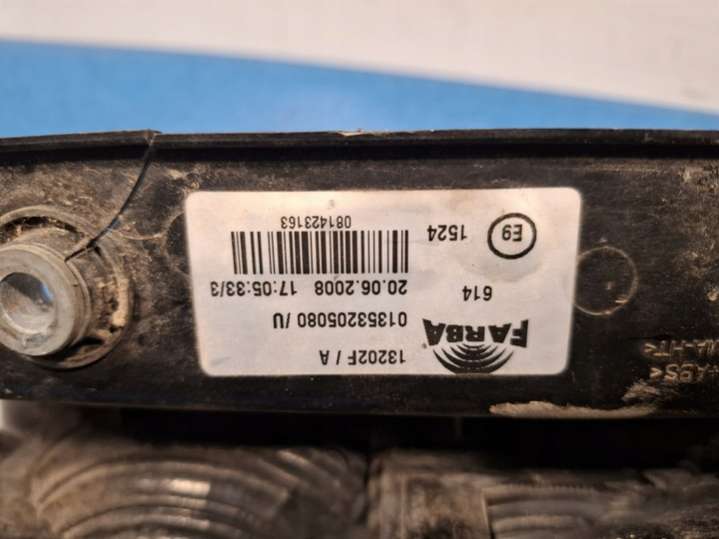 13202F / A
FARBA
01353205080 /U
614
20.06.2008 17:05:33/3
E9
1524
081423163